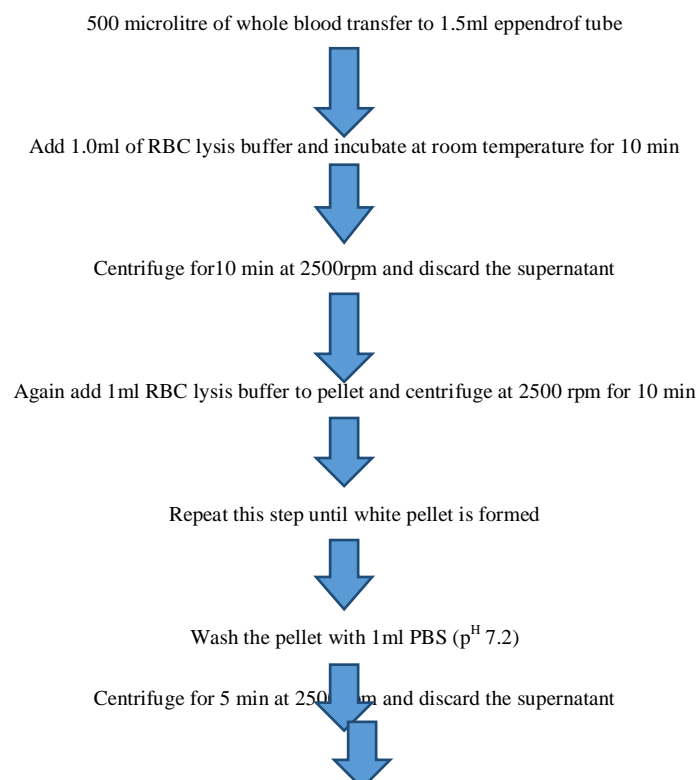 500 microlitre of whole blood transfer to 1.5ml eppendrof tube
Add 1.0ml of RBC lysis buffer and incubate at room temperature for 10 min
Centrifuge for10 min at 2500rpm and discard the supernatant
Again add 1ml RBC lysis buffer to pellet and centrifuge at 2500 rpm for 10 min
Repeat this step until white pellet is formed
Wash the pellet with 1ml PBS (p^H 7.2)
Centrifuge for 5 min at 2500rpm and discard the supernatant